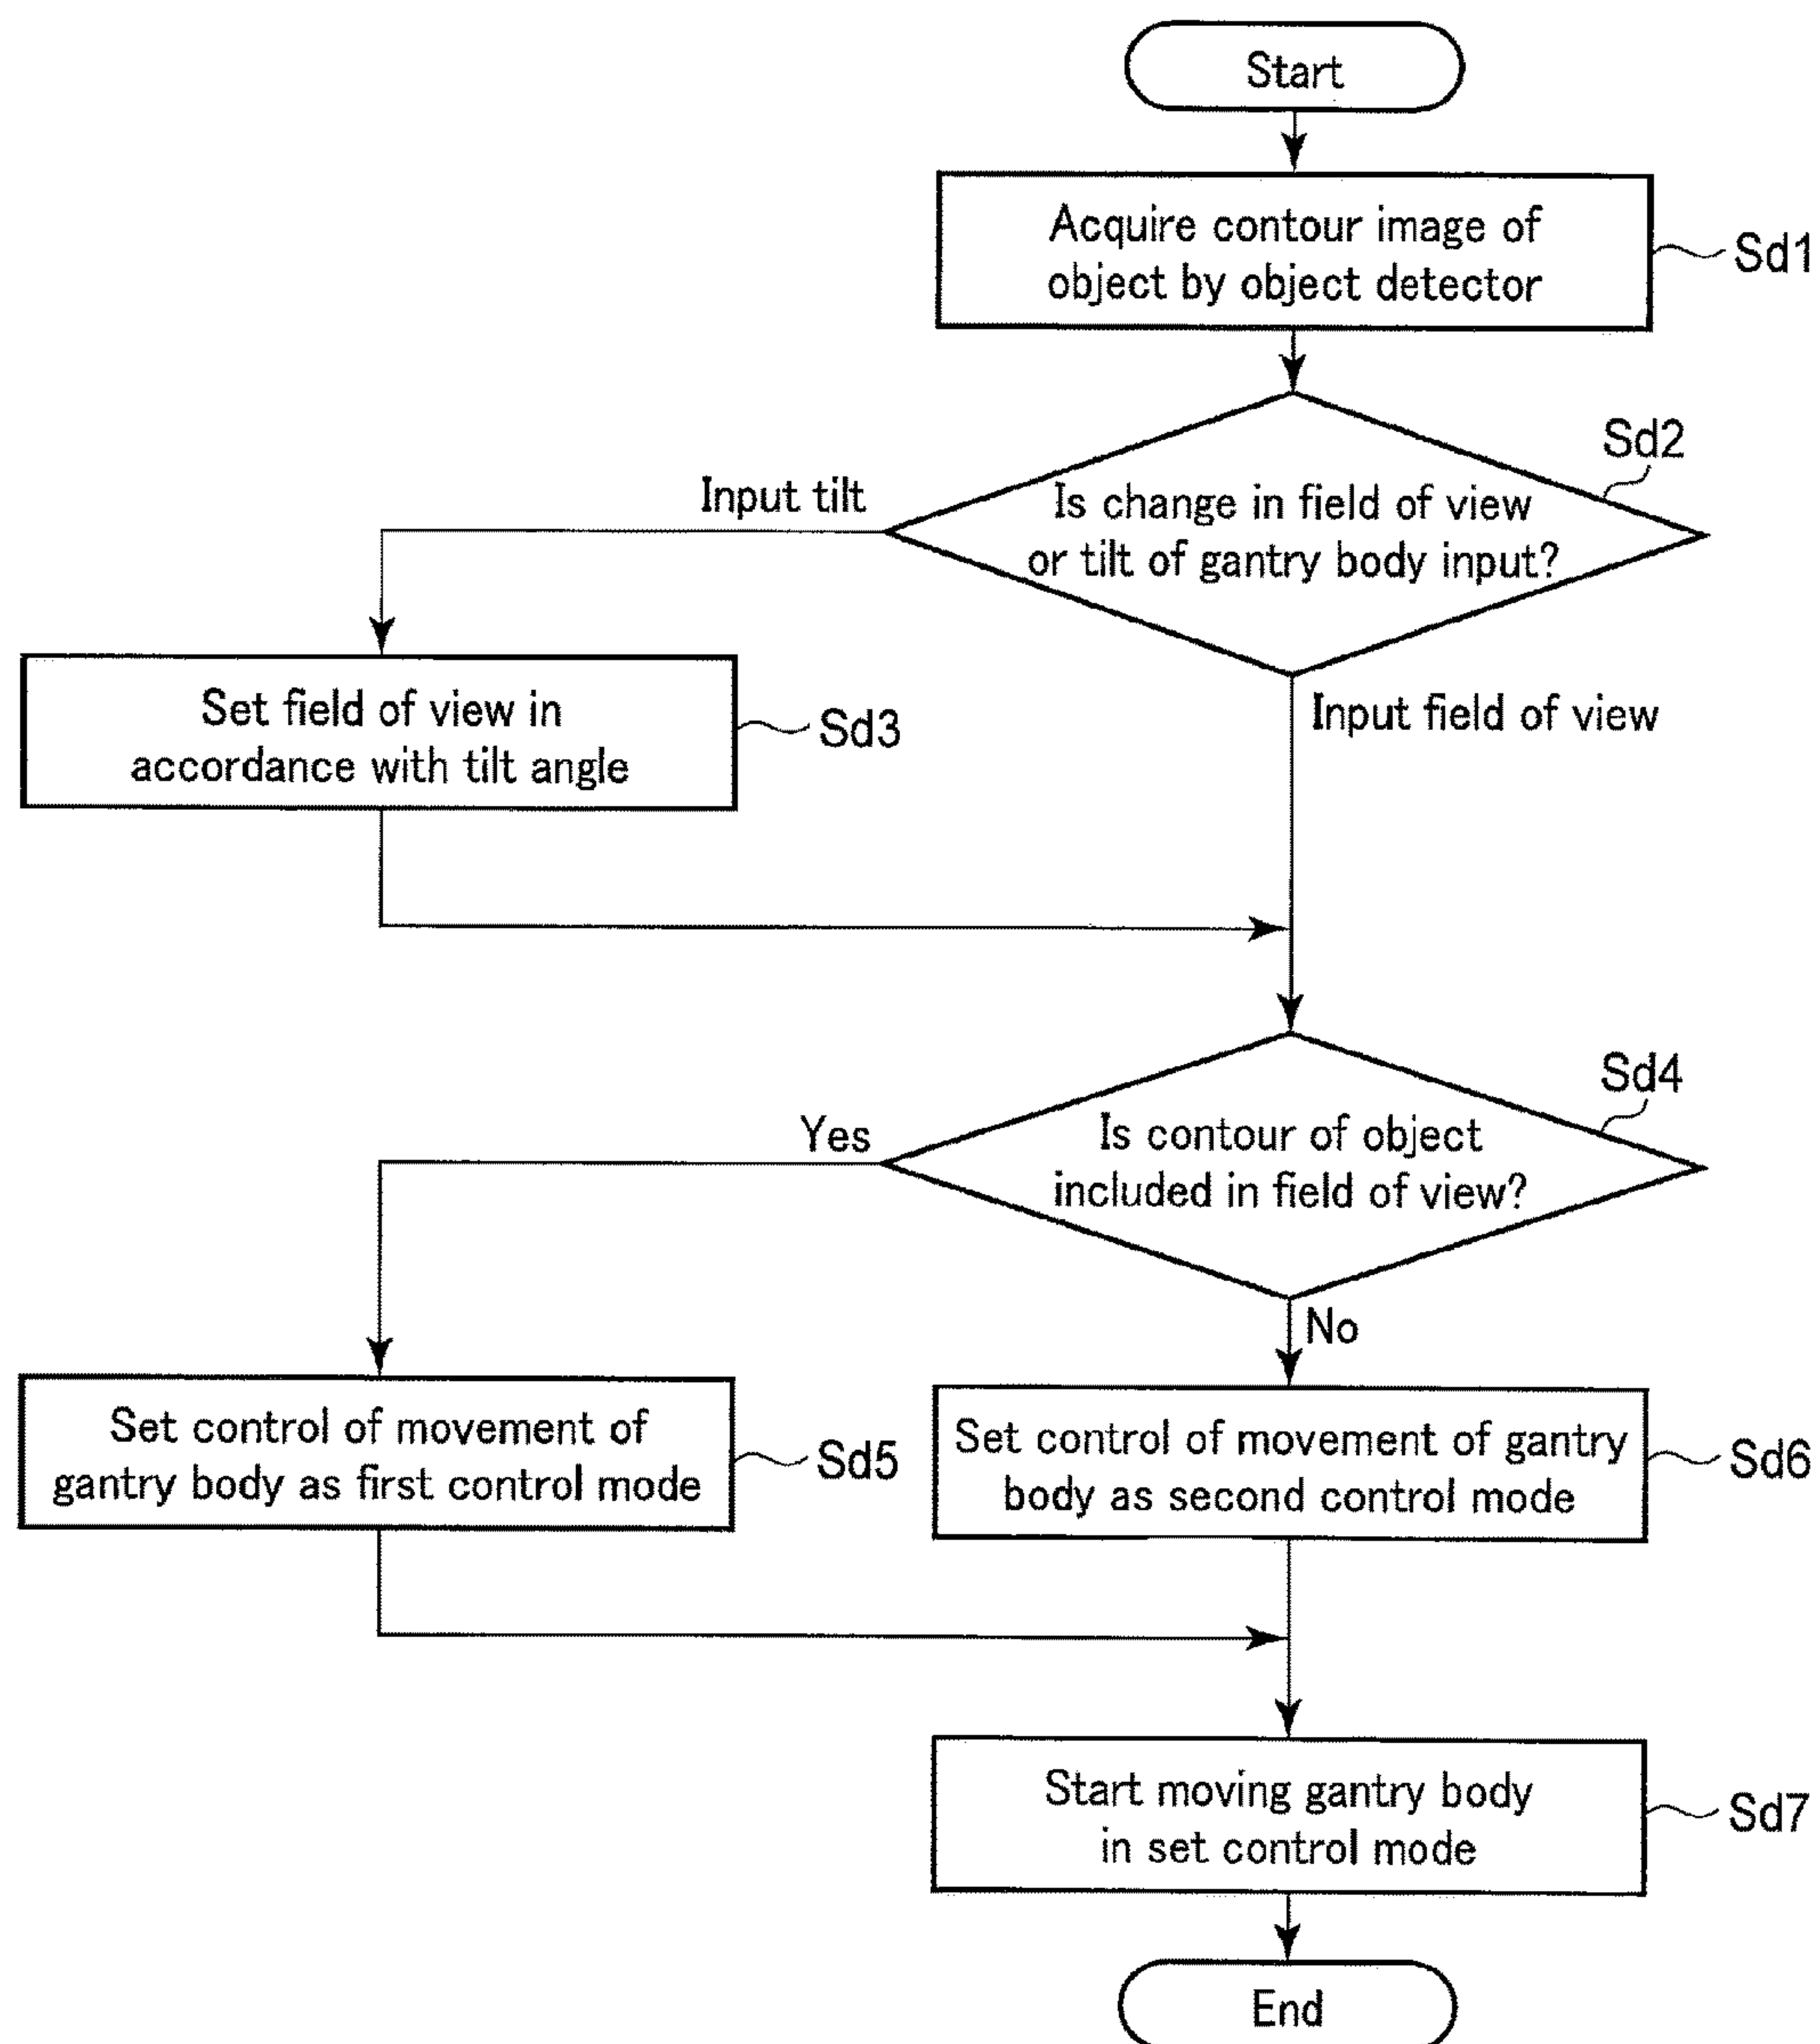 Start
Acquire contour image of
object by object detector
Sd1
Sd2
Is change in field of view
or tilt of gantry body input?
Input tilt
Input field of view
Set field of view in
accordance with tilt angle
Sd3
Sd4
Is contour of object
included in field of view?
Yes
No
Set control of movement of
gantry body as first control mode
Sd5
Set control of movement of gantry
body as second control mode
Sd6
Start moving gantry body
in set control mode
Sd7
End